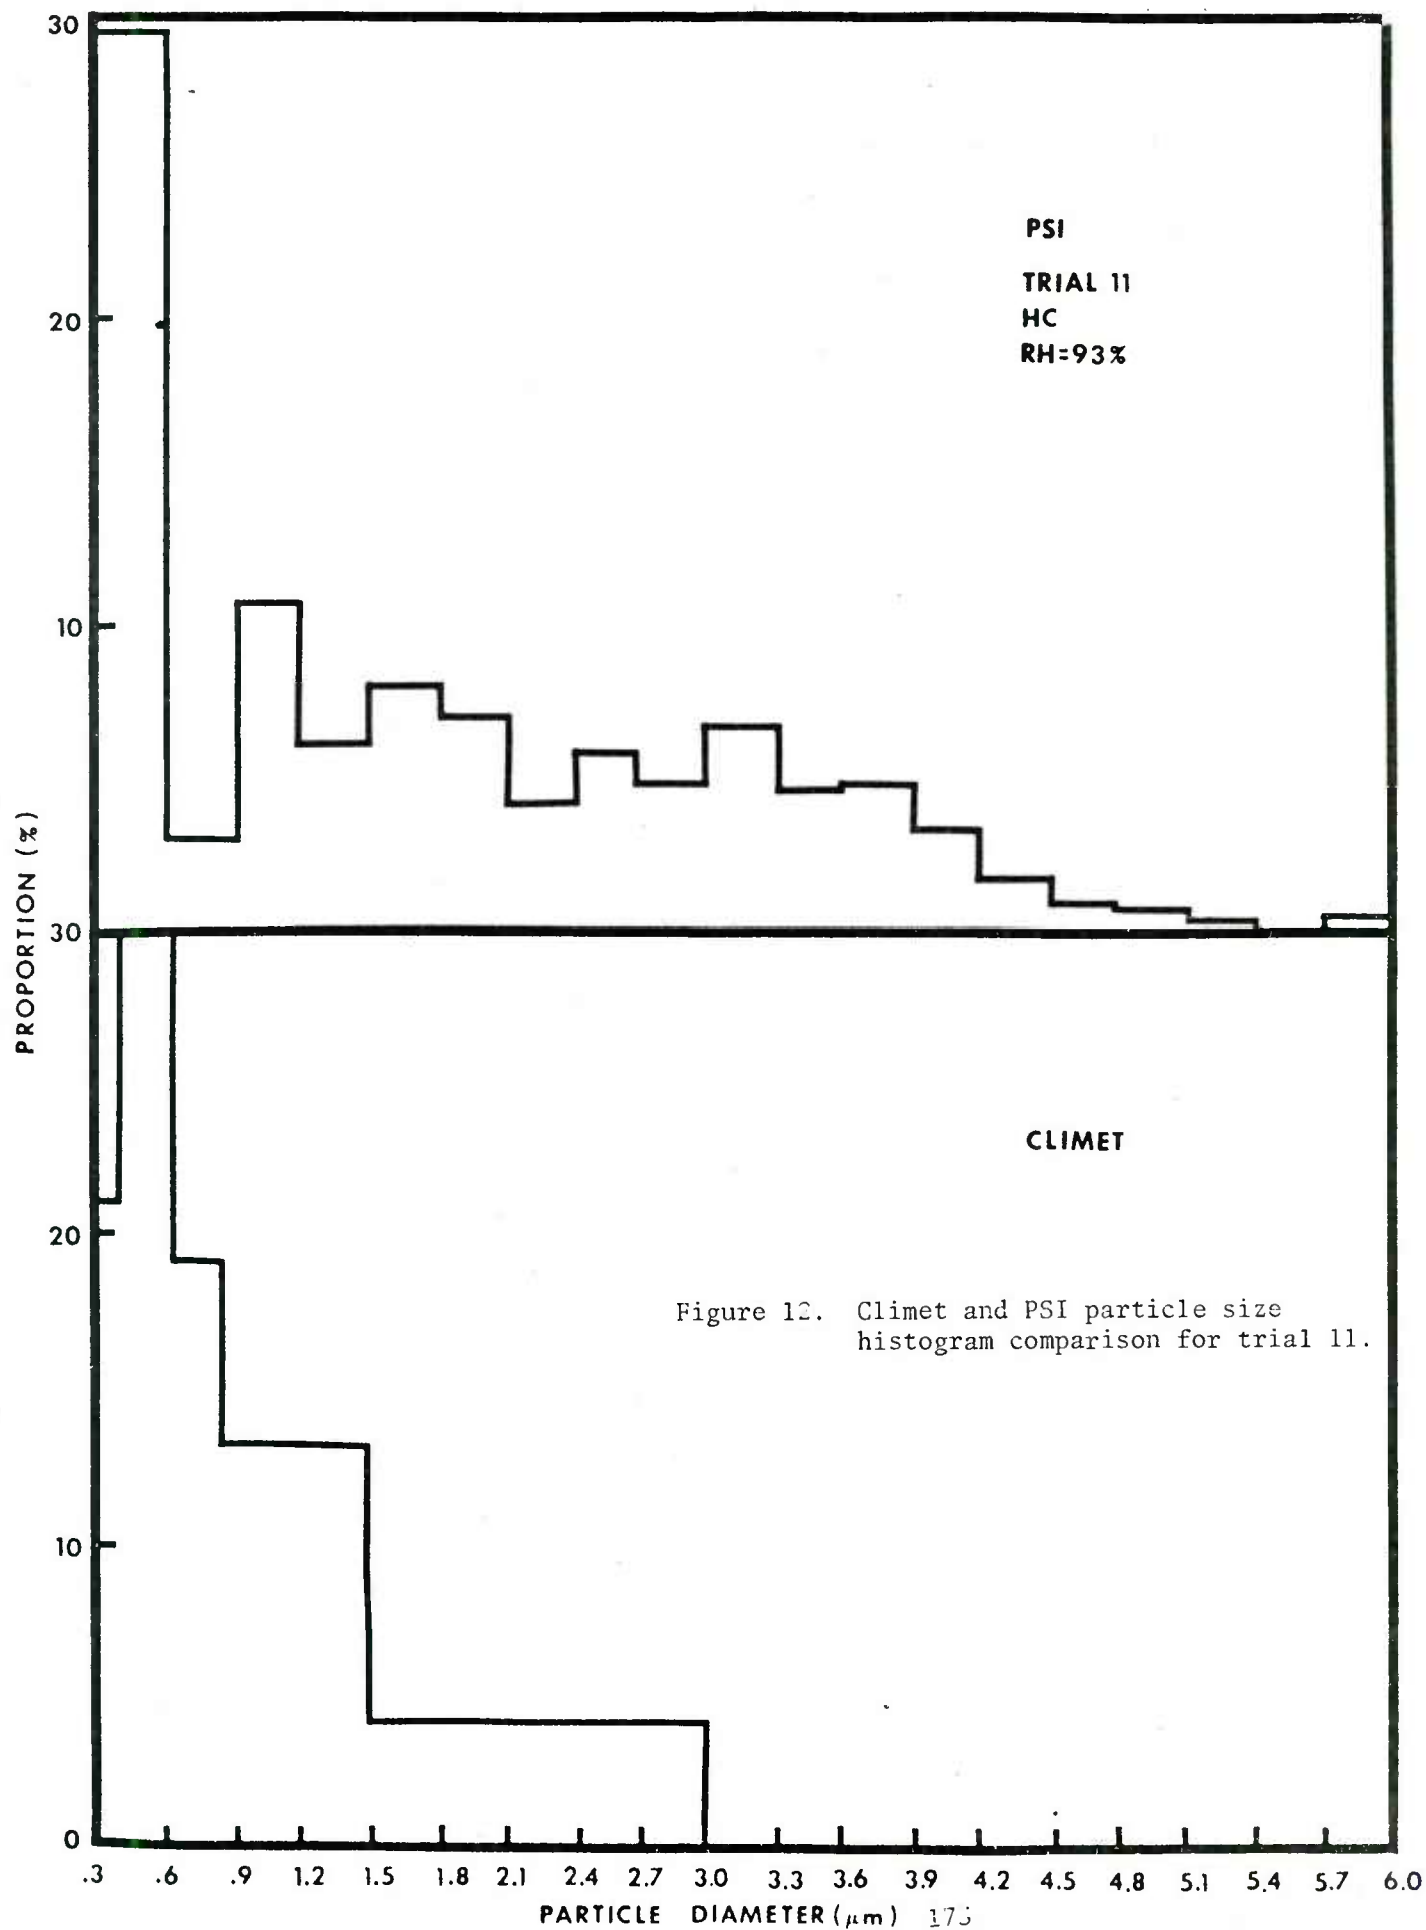 30
PSI
TRIAL 11
HC
RH=93%
20
10
PROPORTION (%)
30
CLIMET
20
Figure 12. Climet and PSI particle size
histogram comparison for trial 11.
10
0
.3 .6 .9 1.2 1.5 1.8 2.1 2.4 2.7 3.0 3.3 3.6 3.9 4.2 4.5 4.8 5.1 5.4 5.7 6.0
PARTICLE DIAMETER (μm)